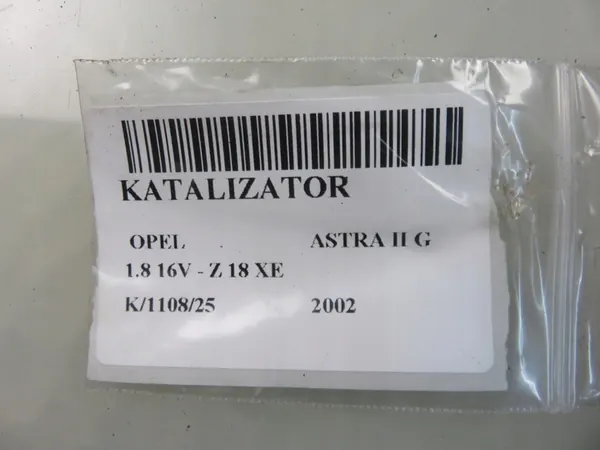 KATALIZATOR
OPEL ASTRA II G
1.8 16V - Z 18 XE
K/1108/25 2002